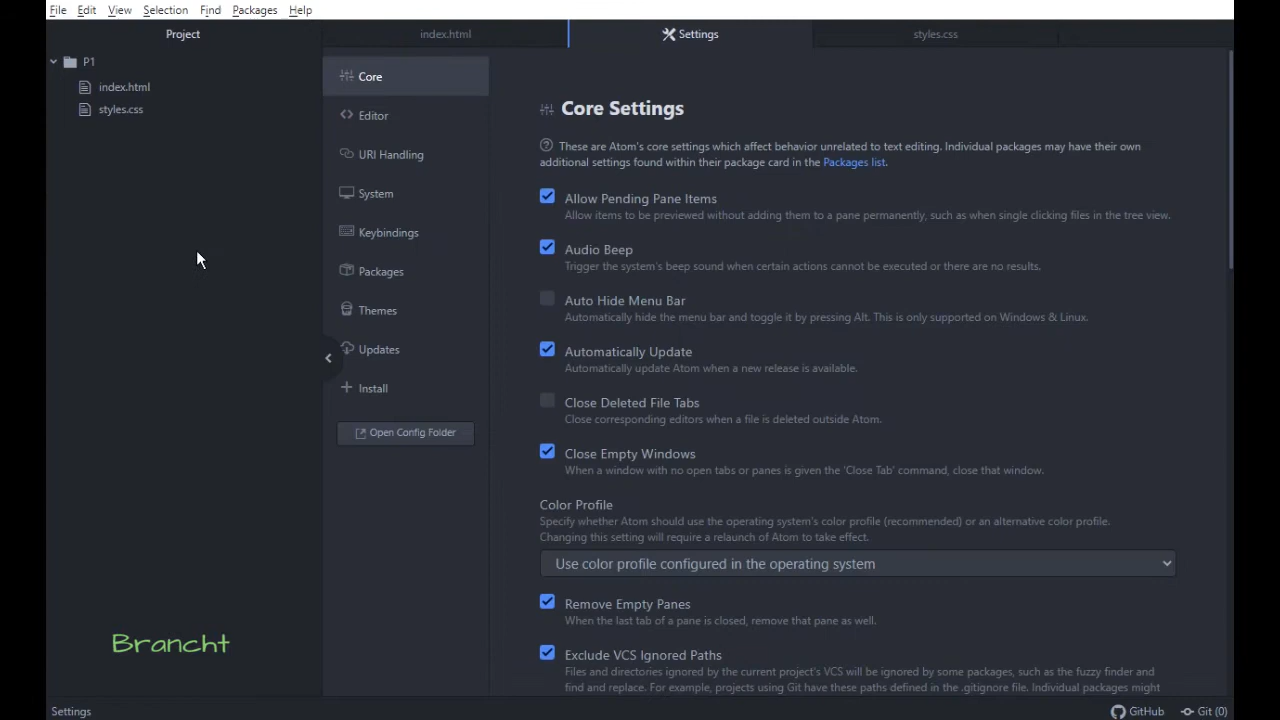 File Edit View Selection Find Packages Help
Project
index.html
Settings
styles.css
P1
index.html
styles.css
Core
Editor
URI Handling
System
Keybindings
Packages
Themes
Updates
Install
Open Config Folder
Core Settings
These are Atom's core settings which affect behavior unrelated to text editing. Individual packages may have their own
additional settings found within their package card in the Packages list.
Allow Pending Pane Items
Allow items to be previewed without adding them to a pane permanently, such as when single clicking files in the tree view.
Audio Beep
Trigger the system's beep sound when certain actions cannot be executed or there are no results.
Auto Hide Menu Bar
Automatically hide the menu bar and toggle it by pressing Alt. This is only supported on Windows & Linux.
Automatically Update
Automatically update Atom when a new release is available.
Close Deleted File Tabs
Close corresponding editors when a file is deleted outside Atom.
Close Empty Windows
When a window with no open tabs or panes is given the 'Close Tab' command, close that window.
Color Profile
Specify whether Atom should use the operating system's color profile (recommended) or an alternative color profile.
Changing this setting will require a relaunch of Atom to take effect.
Use color profile configured in the operating system
Remove Empty Panes
When the last tab of a pane is closed, remove that pane as well.
Exclude VCS Ignored Paths
Files and directories ignored by the current project's VCS will be ignored by some packages, such as the fuzzy finder and
find and replace. For example, projects using Git have these paths defined in the .gitignore file. Individual packages might
Brancht
Settings
GitHub
Git (0)